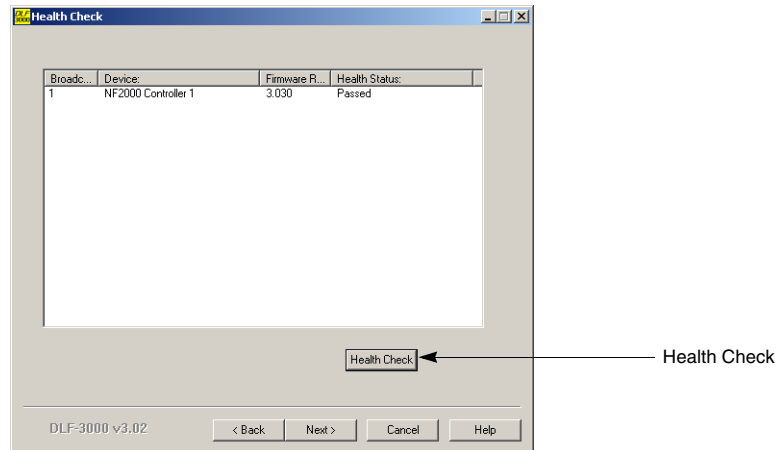 DLF 3000 Health Check
Broadc... Device: Firmware R... Health Status:
1 NF2000 Controller 1 3.030 Passed
Health Check
Health Check
DLF-3000 v3.02 < Back Next > Cancel Help